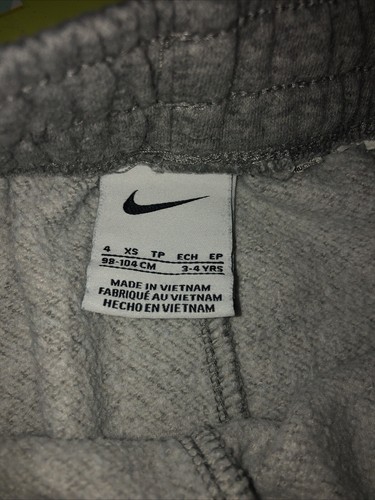 4 XS TP ECH EP
98-104 CM 3-4 YRS
MADE IN VIETNAM
FABRIQUÉ AU VIETNAM
HECHO EN VIETNAM